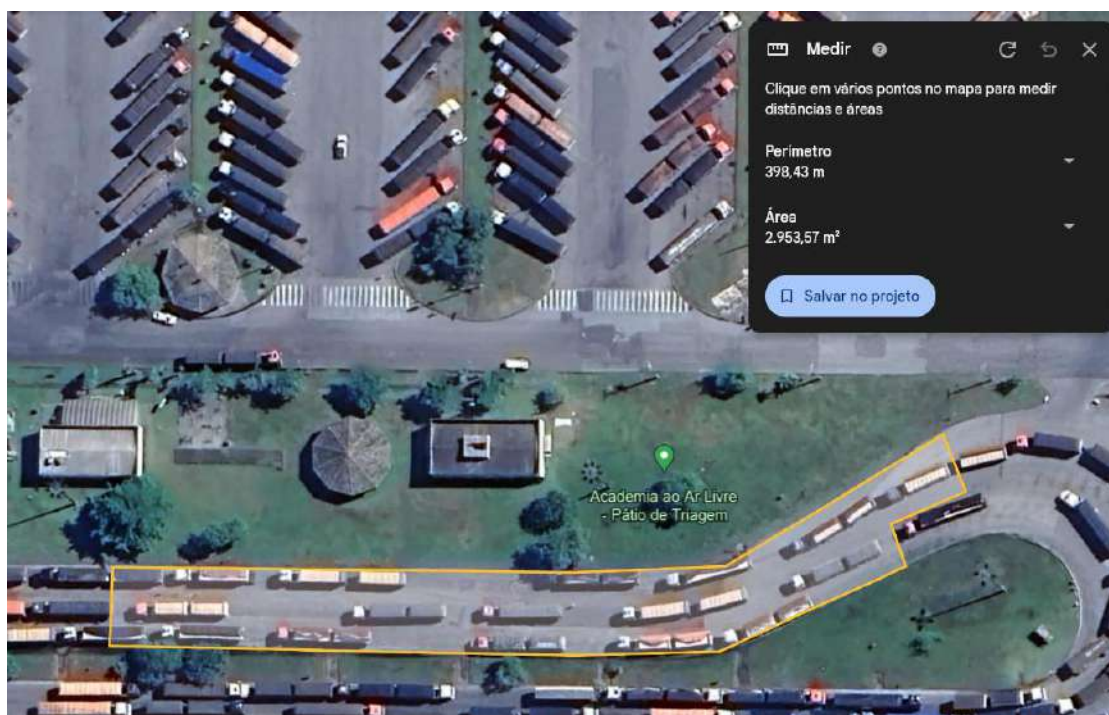 Medir
Clique em vários pontos no mapa para medir
distâncias e áreas
Perímetro
398,43 m
Área
2.953,57 m²
Salvar no projeto
Academia ao Ar Livre
- Pátio de Triagem